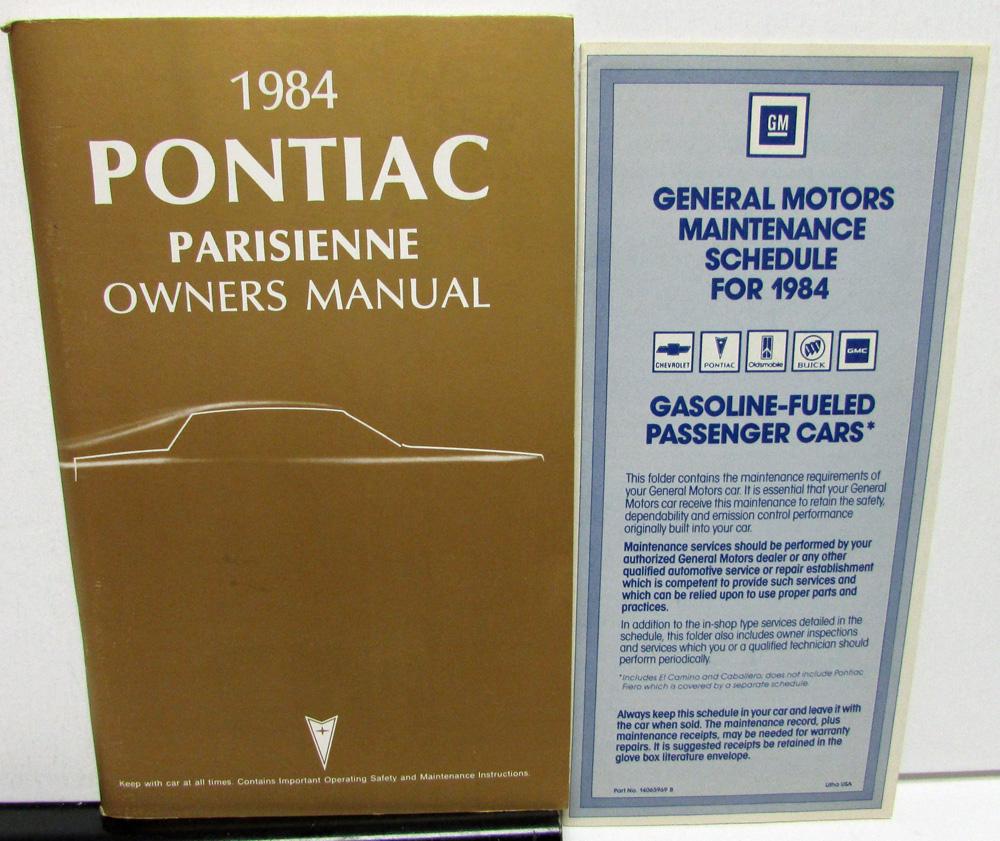 1984
PONTIAC
PARISIENNE
OWNERS MANUAL
Keep with car at all times. Contains Important Operating Safety and Maintenance Instructions.
GM
GENERAL MOTORS
MAINTENANCE
SCHEDULE
FOR 1984
CHEVROLET PONTIAC Oldsmobile BUICK GMC
GASOLINE-FUELED
PASSENGER CARS*
This folder contains the maintenance requirements of
your General Motors car. It is essential that your General
Motors car receive this maintenance to retain the safety,
dependability and emission control performance
originally built into your car.
Maintenance services should be performed by your
authorized General Motors dealer or any other
qualified automotive service or repair establishment
which is competent to provide such services and
which can be relied upon to use proper parts and
practices.
In addition to the in-shop type services detailed in the
schedule, this folder also includes owner inspections
and services which you or a qualified technician should
perform periodically.
*Includes El Camino and Caballero; does not include Pontiac
Fiero which is covered by a separate schedule.
Always keep this schedule in your car and leave it with
the car when sold. The maintenance record, plus
maintenance receipts, may be needed for warranty
repairs. It is suggested receipts be retained in the
glove box literature envelope.
Part No. 14063969 B
Litho USA